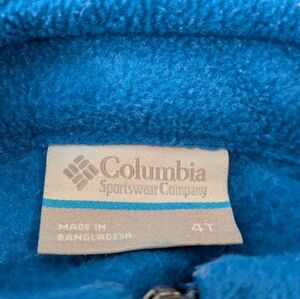 Columbia
Sportswear Company
MADE IN 4T
BANGLADESH